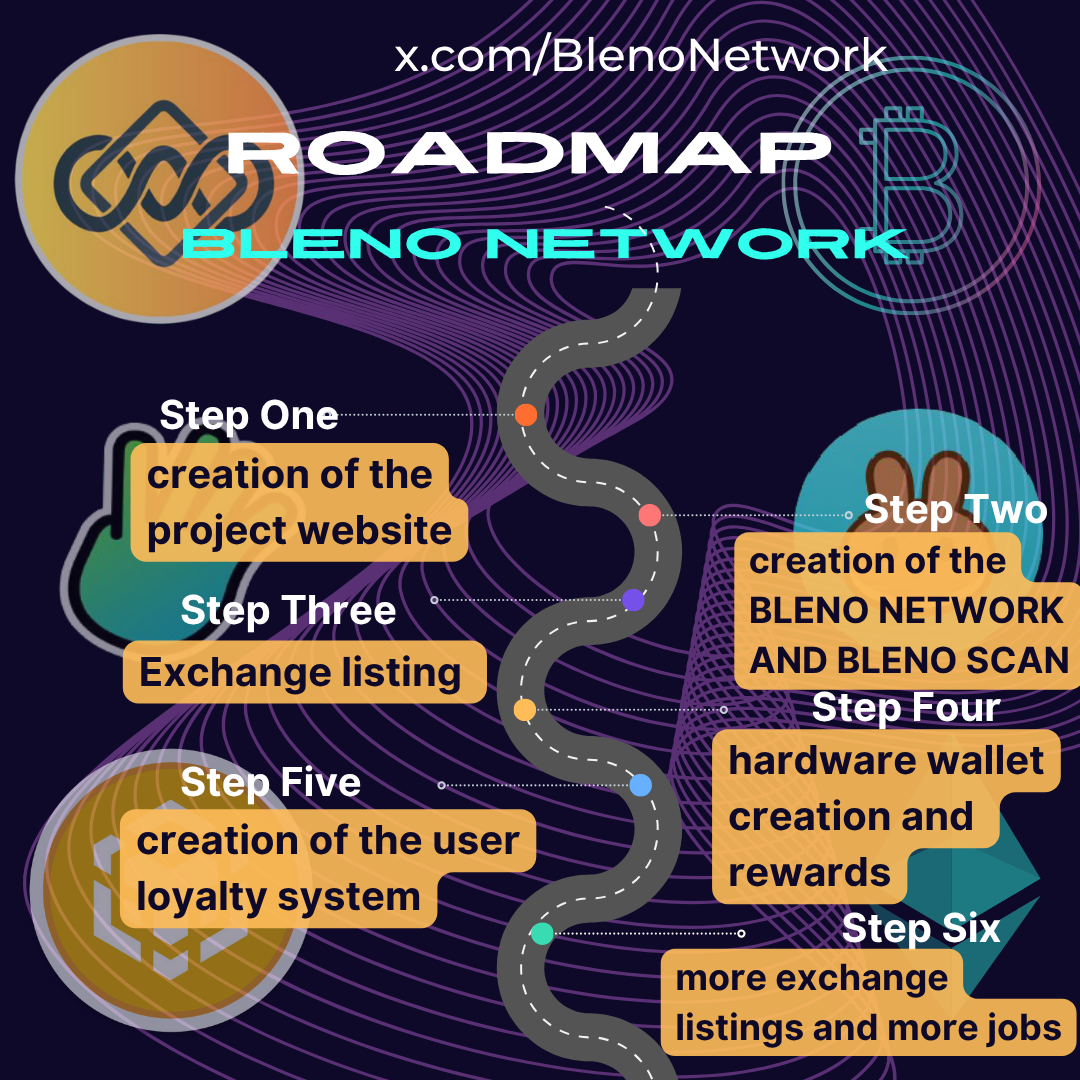 x.com/BlenoNetwork
ROADMAP
BLENO NETWORK
Step One
creation of the
project website
Step Two
creation of the
BLENO NETWORK
AND BLENO SCAN
Step Three
Exchange listing
Step Four
hardware wallet
creation and
rewards
Step Five
creation of the user
loyalty system
Step Six
more exchange
listings and more jobs